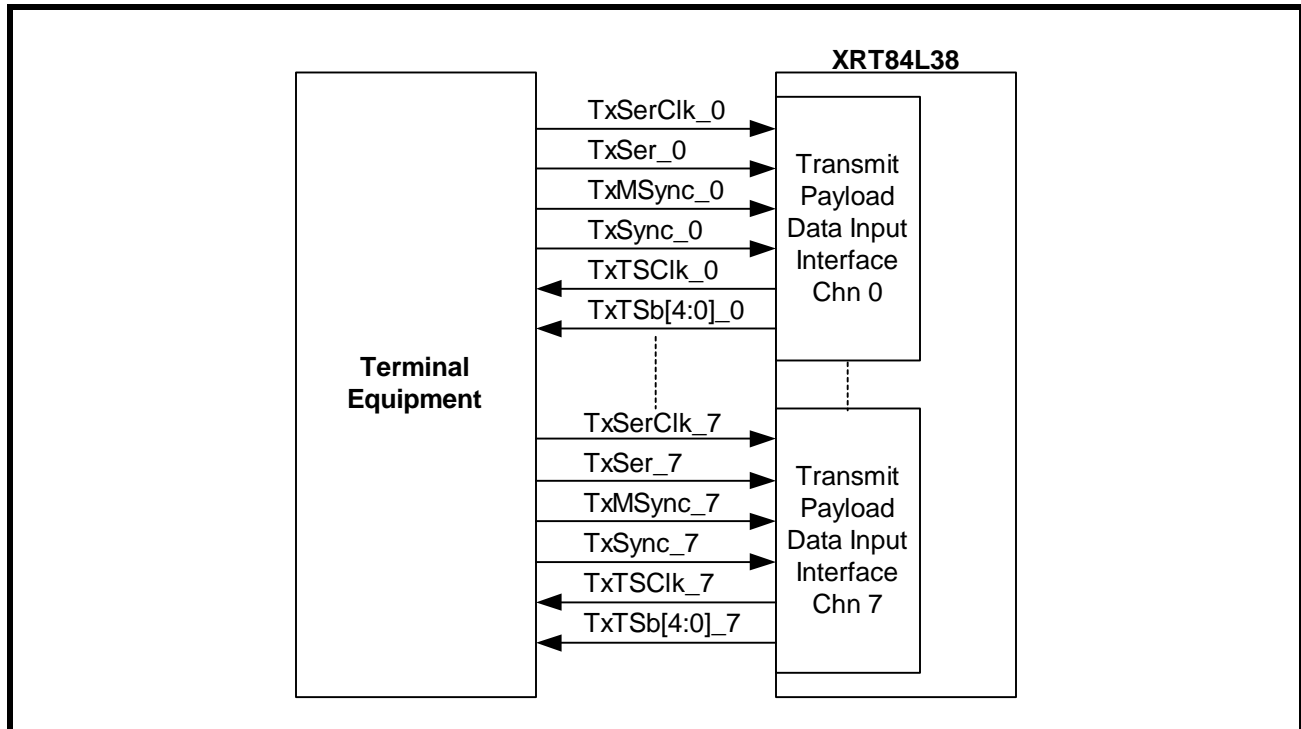 XRT84L38
Terminal
Equipment
TxSerClk_0
TxSer_0
TxMSync_0
TxSync_0
TxTSClk_0
TxTSb[4:0]_0
Transmit
Payload
Data Input
Interface
Chn 0
TxSerClk_7
TxSer_7
TxMSync_7
TxSync_7
TxTSClk_7
TxTSb[4:0]_7
Transmit
Payload
Data Input
Interface
Chn 7